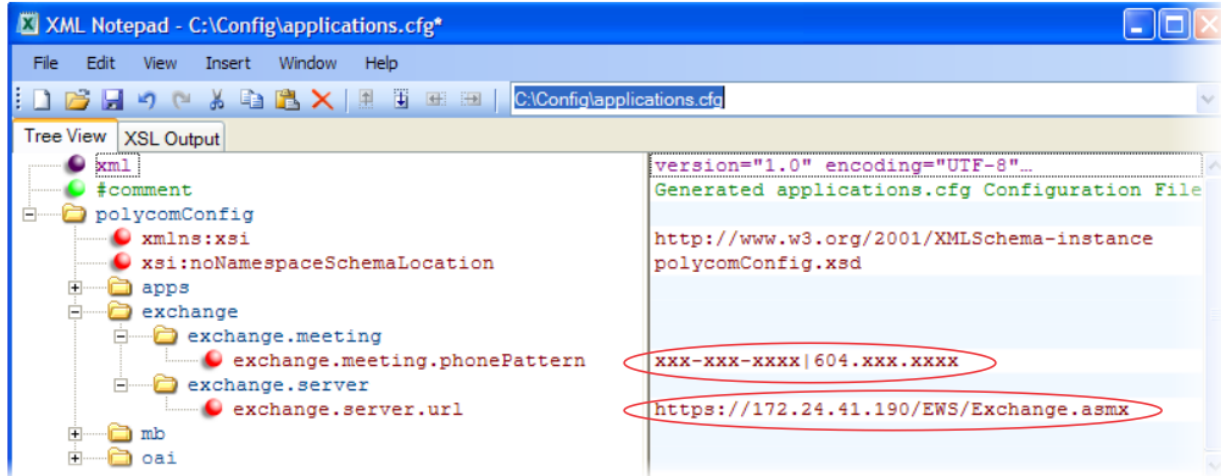 XML Notepad - C:\Config\applications.cfg*
File Edit View Insert Window Help
C:\Config\applications.cfg
Tree View XSL Output
xml version="1.0" encoding="UTF-8"…
#comment Generated applications.cfg Configuration File
polycomConfig
xmlns:xsi http://www.w3.org/2001/XMLSchema-instance
xsi:noNamespaceSchemaLocation polycomConfig.xsd
apps
exchange
exchange.meeting
exchange.meeting.phonePattern xxx-xxx-xxxx|604.xxx.xxxx
exchange.server
exchange.server.url https://172.24.41.190/EWS/Exchange.asmx
mb
oai